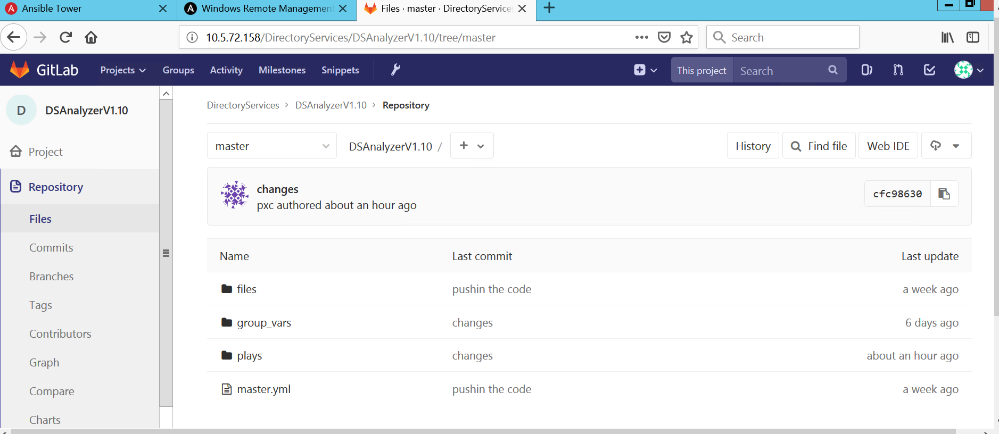 Ansible Tower
Windows Remote Management
Files · master · DirectoryServices
10.5.72.158/DirectoryServices/DSAnalyzerV1.10/tree/master
Search
GitLab
Projects
Groups
Activity
Milestones
Snippets
This project
Search
D
DSAnalyzerV1.10
Project
Repository
Files
Commits
Branches
Tags
Contributors
Graph
Compare
Charts
DirectoryServices > DSAnalyzerV1.10 > Repository
master
DSAnalyzerV1.10 /
History
Find file
Web IDE
changes
pxc authored about an hour ago
cfc98630
Name Last commit Last update
files pushin the code a week ago
group_vars changes 6 days ago
plays changes about an hour ago
master.yml pushin the code a week ago